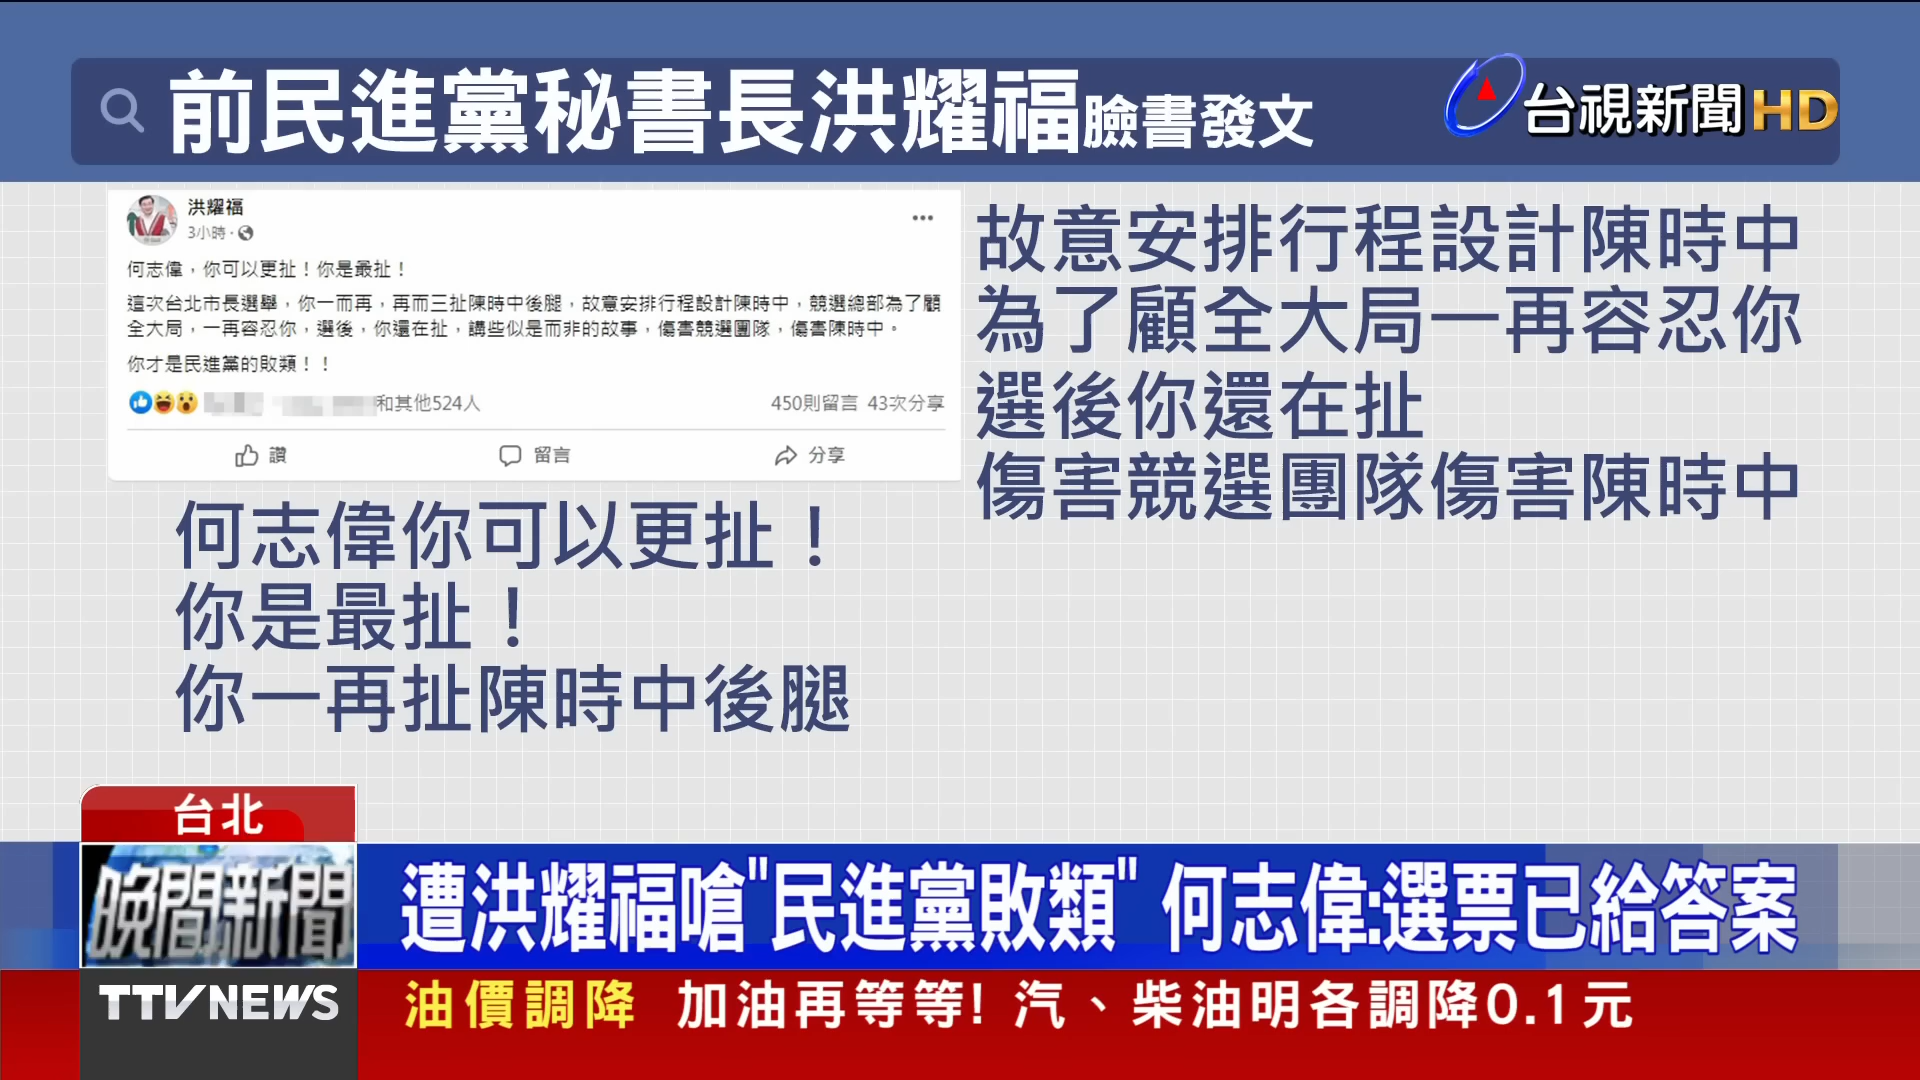 前民進黨秘書長洪耀福臉書發文
台視新聞HD
洪耀福
3小時·
何志偉，你可以更扯！你是最扯！
這次台北市長選舉，你一而再，再而三扯陳時中後腿，故意安排行程設計陳時中，競選總部為了顧
全大局，一再容忍你，選後，你還在扯，講些似是而非的故事，傷害競選團隊，傷害陳時中。
你才是民進黨的敗類！！
和其他524人
450則留言 43次分享
讚
留言
分享
何志偉你可以更扯！
你是最扯！
你一再扯陳時中後腿
故意安排行程設計陳時中
為了顧全大局一再容忍你
選後你還在扯
傷害競選團隊傷害陳時中
台北
晚間新聞
遭洪耀福嗆"民進黨敗類" 何志偉:選票已給答案
TTV NEWS
油價調降 加油再等等! 汽、柴油明各調降0.1元